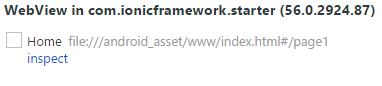 WebView in com.ionicframework.starter (56.0.2924.87)
Home file:///android_asset/www/index.html#/page1
inspect